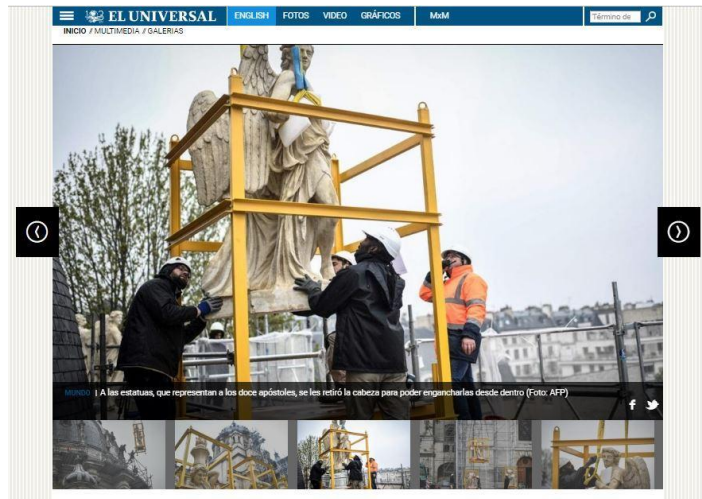 EL UNIVERSAL ENGLISH FOTOS VIDEO GRÁFICOS MxM Término de
INICIO // MULTIMEDIA // GALERIAS
MUNDO | A las estatuas, que representan a los doce apóstoles, se les retiró la cabeza para poder engancharlas desde dentro (Foto: AFP)